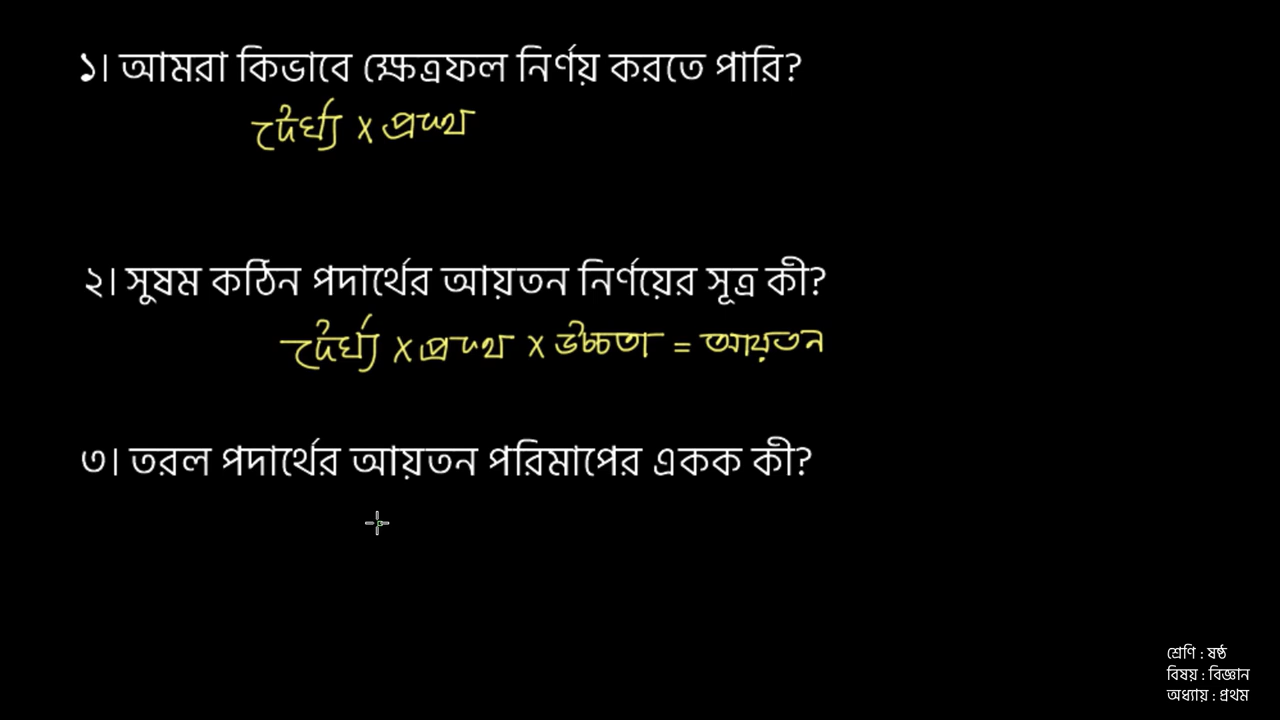 ১। আমরা কিভাবে ক্ষেত্রফল নির্ণয় করতে পারি?
দৈর্ঘ্য x প্রস্থ
২। সুষম কঠিন পদার্থের আয়তন নির্ণয়ের সূত্র কী?
দৈর্ঘ্য x প্রস্থ x উচ্চতা = আয়তন
৩। তরল পদার্থের আয়তন পরিমাপের একক কী?
শ্রেণি : ষষ্ঠ
বিষয় : বিজ্ঞান
অধ্যায় : প্রথম